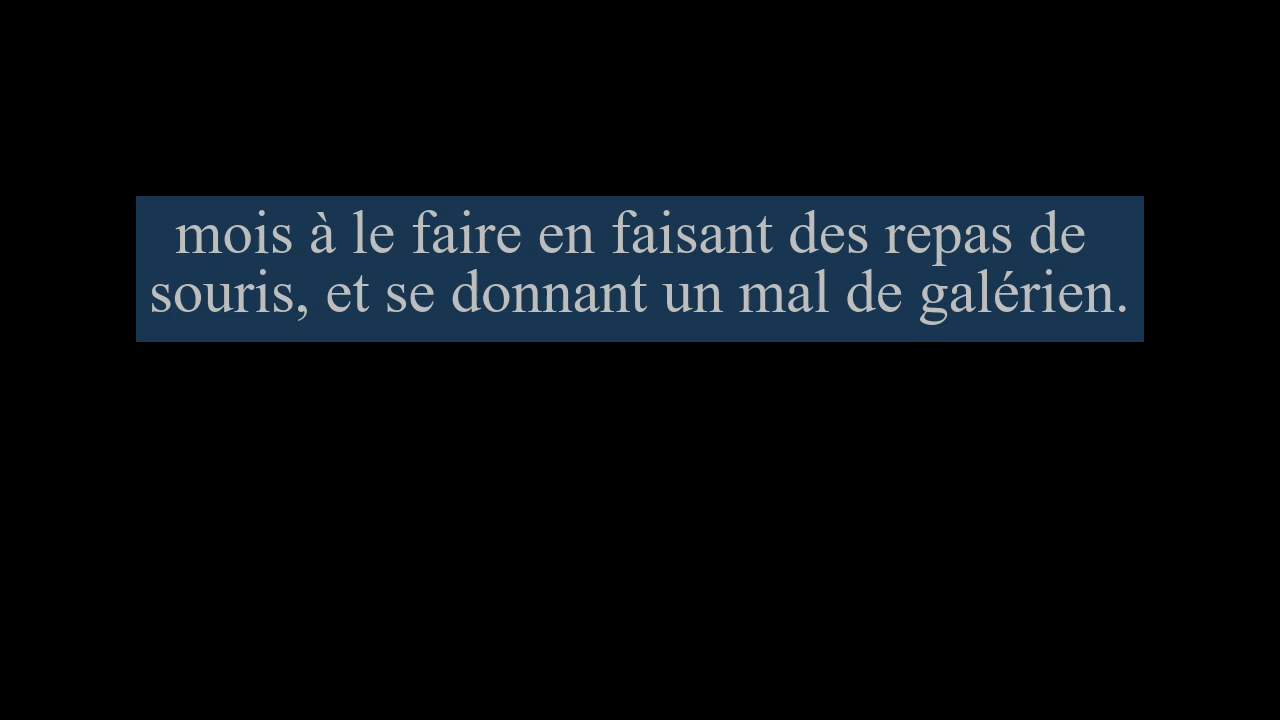 mois à le faire en faisant des repas de
souris, et se donnant un mal de galérien.